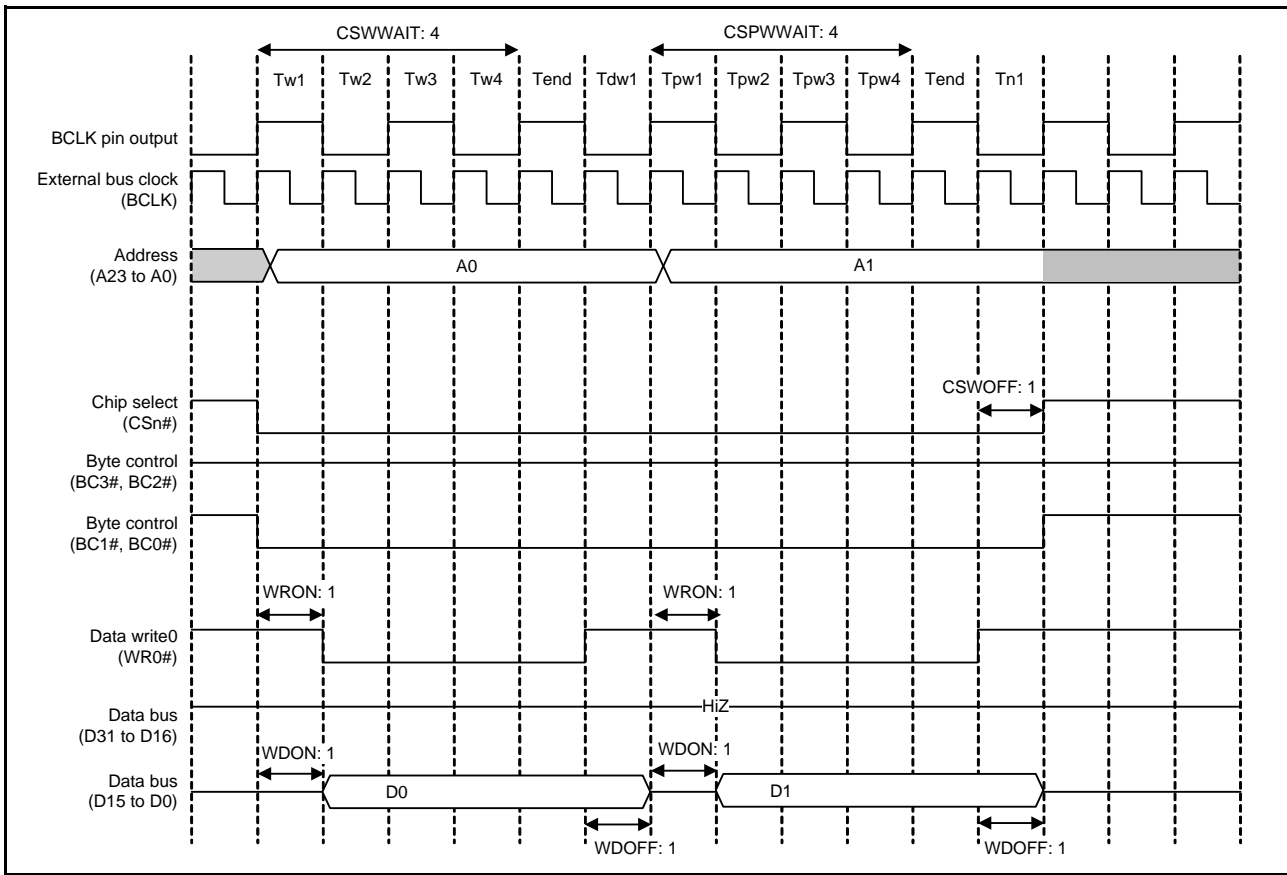 CSWWAIT: 4
CSPWWAIT: 4
Tw1 Tw2 Tw3 Tw4 Tend Tdw1 Tpw1 Tpw2 Tpw3 Tpw4 Tend Tn1
BCLK pin output
External bus clock
(BCLK)
Address
(A23 to A0)
A0
A1
CSWOFF: 1
Chip select
(CSn#)
Byte control
(BC3#, BC2#)
Byte control
(BC1#, BC0#)
WRON: 1
WRON: 1
Data write0
(WR0#)
Data bus
(D31 to D16)
HiZ
WDON: 1
WDON: 1
Data bus
(D15 to D0)
D0
D1
WDOFF: 1
WDOFF: 1